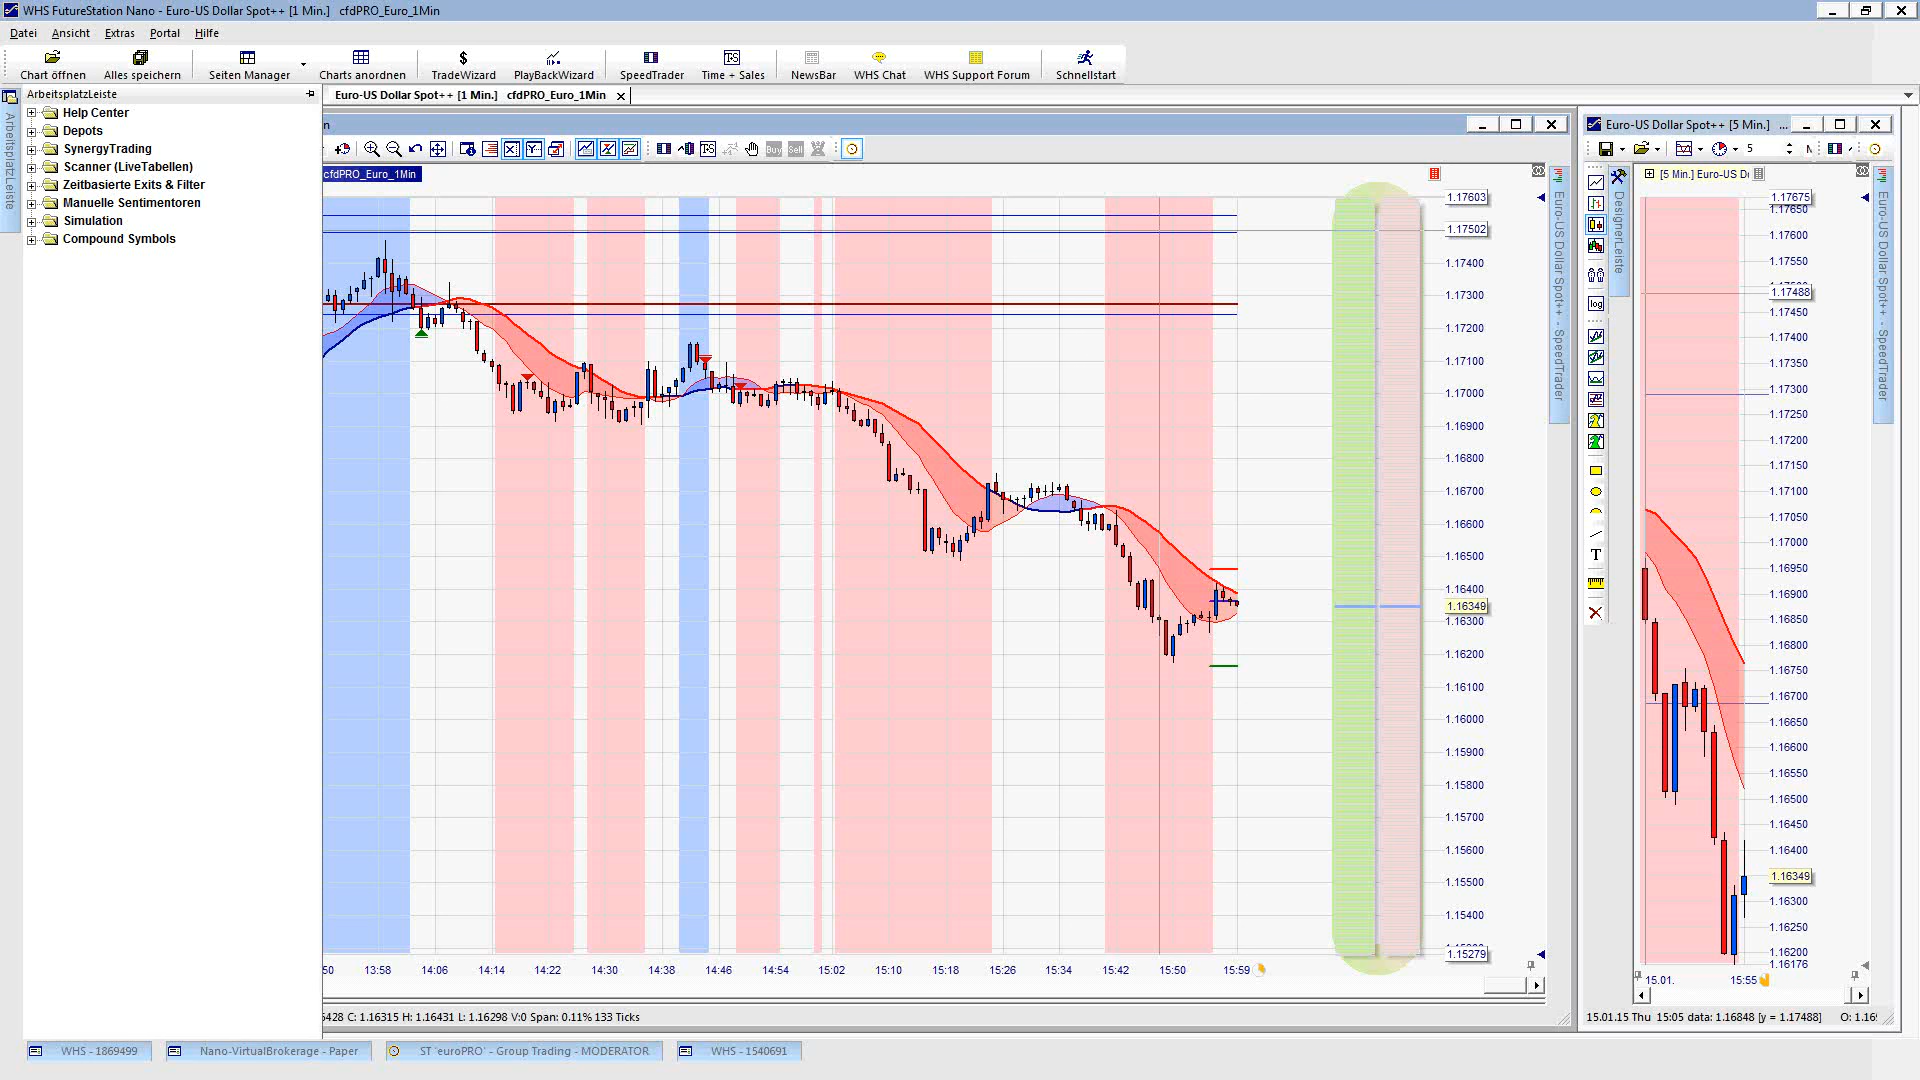 WHS FutureStation Nano - Euro-US Dollar Spot++ [1 Min.] cfdPRO_Euro_1Min
Datei Ansicht Extras Portal Hilfe
Chart öffnen Alles speichern Seiten Manager Charts anordnen TradeWizard PlayBackWizard SpeedTrader Time + Sales NewsBar WHS Chat WHS Support Forum Schnellstart
ArbeitsplatzLeiste
ArbeitsplatzLeiste
Help Center
Depots
SynergyTrading
Scanner (LiveTabellen)
Zeitbasierte Exits & Filter
Manuelle Sentimentoren
Simulation
Compound Symbols
Euro-US Dollar Spot++ [1 Min.] cfdPRO_Euro_1Min
Buy Sell
cfdPRO_Euro_1Min
1.17603
1.17502
1.17400
1.17300
1.17200
1.17100
1.17000
1.16900
1.16800
1.16700
1.16600
1.16500
1.16400
1.16349
1.16300
1.16200
1.16100
1.16000
1.15900
1.15800
1.15700
1.15600
1.15500
1.15400
1.15279
13:58 14:06 14:14 14:22 14:30 14:38 14:46 14:54 15:02 15:10 15:18 15:26 15:34 15:42 15:50 15:59
C: 1.16315 H: 1.16431 L: 1.16298 V:0 Span: 0.11% 133 Ticks
Euro-US Dollar Spot++ - SpeedTrader
Euro-US Dollar Spot++ [5 Min.] ...
5
DesignerLeiste
log
T
[5 Min.] Euro-US
1.17675
1.17650
1.17600
1.17550
1.17488
1.17450
1.17400
1.17350
1.17300
1.17250
1.17200
1.17150
1.17100
1.17050
1.17000
1.16950
1.16900
1.16850
1.16800
1.16750
1.16700
1.16650
1.16600
1.16550
1.16500
1.16450
1.16400
1.16349
1.16300
1.16250
1.16200
1.16176
15.01. 15:55
Euro-US Dollar Spot++ - SpeedTrader
15.01.15 Thu 15:05 data: 1.16848 [y = 1.17488] O:
WHS - 1869499 Nano-VirtualBrokerage - Paper ST 'euroPRO' - Group Trading - MODERATOR WHS - 1540691